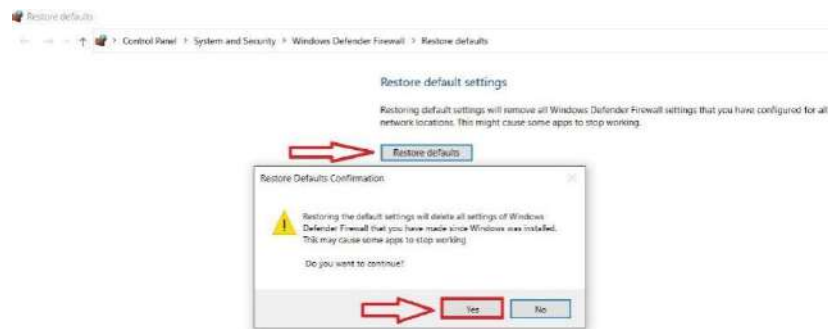 Restore defaults
Control Panel > System and Security > Windows Defender Firewall > Restore defaults
Restore default settings
Restoring default settings will remove all Windows Defender Firewall settings that you have configured for all
network locations. This might cause some apps to stop working.
Restore defaults
Restore Defaults Confirmation
Restoring the default settings will delete all settings of Windows
Defender Firewall that you have made since Windows was installed.
This may cause some apps to stop working
Do you want to continue?
Yes No